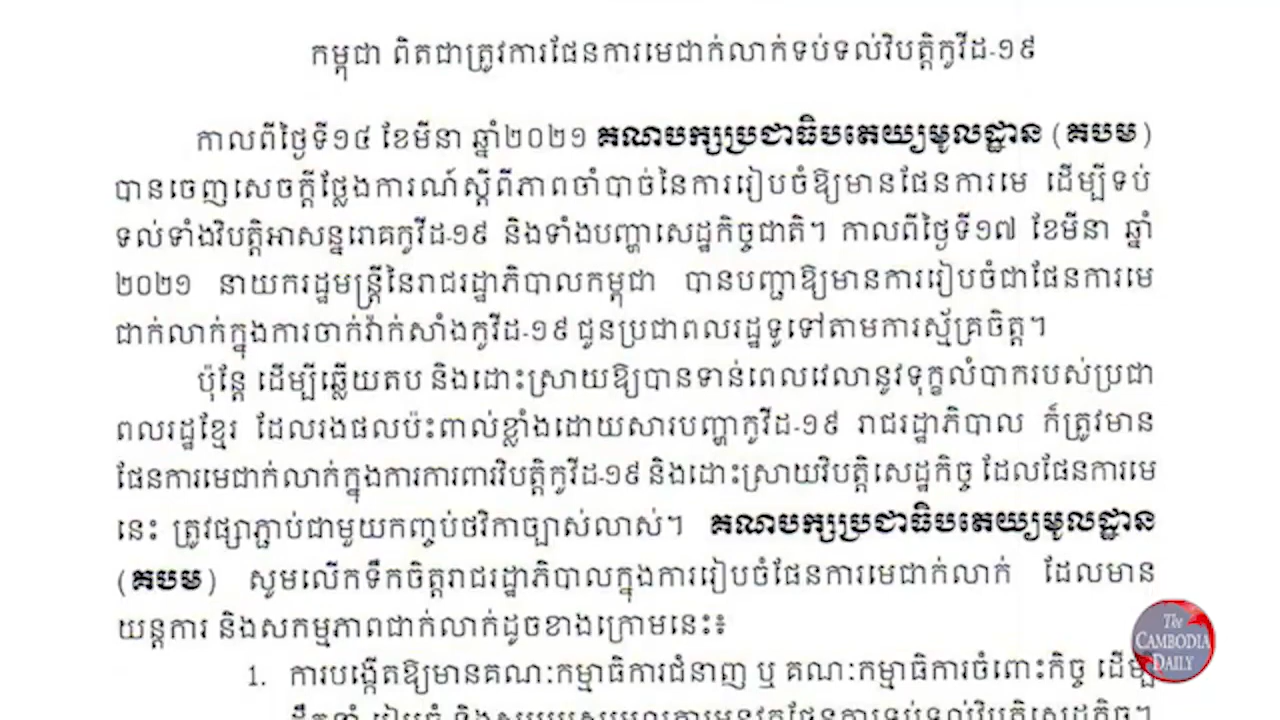 កម្ពុជា ពិតជាត្រូវការផែនការមេជាក់លាក់ទប់ទល់វិបត្តិកូវីដ-១៩
កាលពីថ្ងៃទី១៤ ខែមីនា ឆ្នាំ២០២១ គណបក្សប្រជាធិបតេយ្យមូលដ្ឋាន (គបម)
បានចេញសេចក្តីថ្លែងការណ៍ស្តីពីភាពចាំបាច់នៃការរៀបចំឱ្យមានផែនការមេ ដើម្បីទប់
ទល់ទាំងវិបត្តិអាសន្នរោគកូវីដ-១៩ និងទាំងបញ្ហាសេដ្ឋកិច្ចជាតិ។ កាលពីថ្ងៃទី១៧ ខែមីនា ឆ្នាំ
២០២១ នាយករដ្ឋមន្ត្រីនៃរាជរដ្ឋាភិបាលកម្ពុជា បានបញ្ជាឱ្យមានការរៀបចំជាផែនការមេ
ជាក់លាក់ក្នុងការចាក់វ៉ាក់សាំងកូវីដ-១៩ ជូនប្រជាពលរដ្ឋទូទៅតាមការស្ម័គ្រចិត្ត។
ប៉ុន្តែ ដើម្បីឆ្លើយតប និងដោះស្រាយឱ្យបានទាន់ពេលវេលានូវទុក្ខលំបាករបស់ប្រជា
ពលរដ្ឋខ្មែរ ដែលរងផលប៉ះពាល់ខ្លាំងដោយសារបញ្ហាកូវីដ-១៩ រាជរដ្ឋាភិបាល ក៏ត្រូវមាន
ផែនការមេជាក់លាក់ក្នុងការការពារវិបត្តិកូវីដ-១៩ និងដោះស្រាយវិបត្តិសេដ្ឋកិច្ច ដែលផែនការមេ
នេះ ត្រូវផ្សាភ្ជាប់ជាមួយកញ្ចប់ថវិកាច្បាស់លាស់។ គណបក្សប្រជាធិបតេយ្យមូលដ្ឋាន
(គបម) សូមលើកទឹកចិត្តរាជរដ្ឋាភិបាលក្នុងការរៀបចំផែនការមេជាក់លាក់ ដែលមាន
យន្តការ និងសកម្មភាពជាក់លាក់ដូចខាងក្រោមនេះ៖
1. ការបង្កើតឱ្យមានគណៈកម្មាធិការជំនាញ ឬ គណៈកម្មាធិការចំពោះកិច្ច ដើម្បី
The
CAMBODIA
DAILY